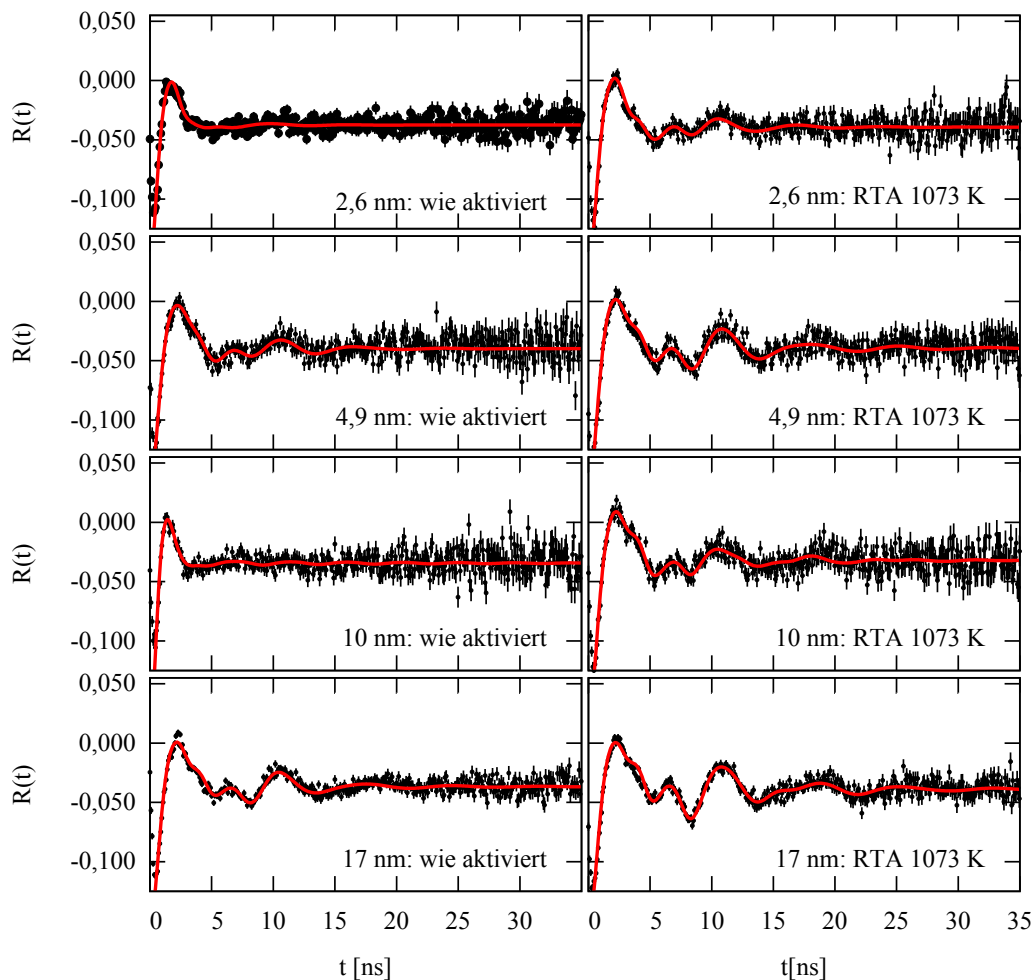 0,050
0,000
-0,050
-0,100
R(t)
2,6 nm: wie aktiviert
2,6 nm: RTA 1073 K
0,050
0,000
-0,050
-0,100
R(t)
4,9 nm: wie aktiviert
4,9 nm: RTA 1073 K
0,050
0,000
-0,050
-0,100
R(t)
10 nm: wie aktiviert
10 nm: RTA 1073 K
0,050
0,000
-0,050
-0,100
R(t)
17 nm: wie aktiviert
17 nm: RTA 1073 K
0 5 10 15 20 25 30
0 5 10 15 20 25 30 35
t [ns]
t[ns]